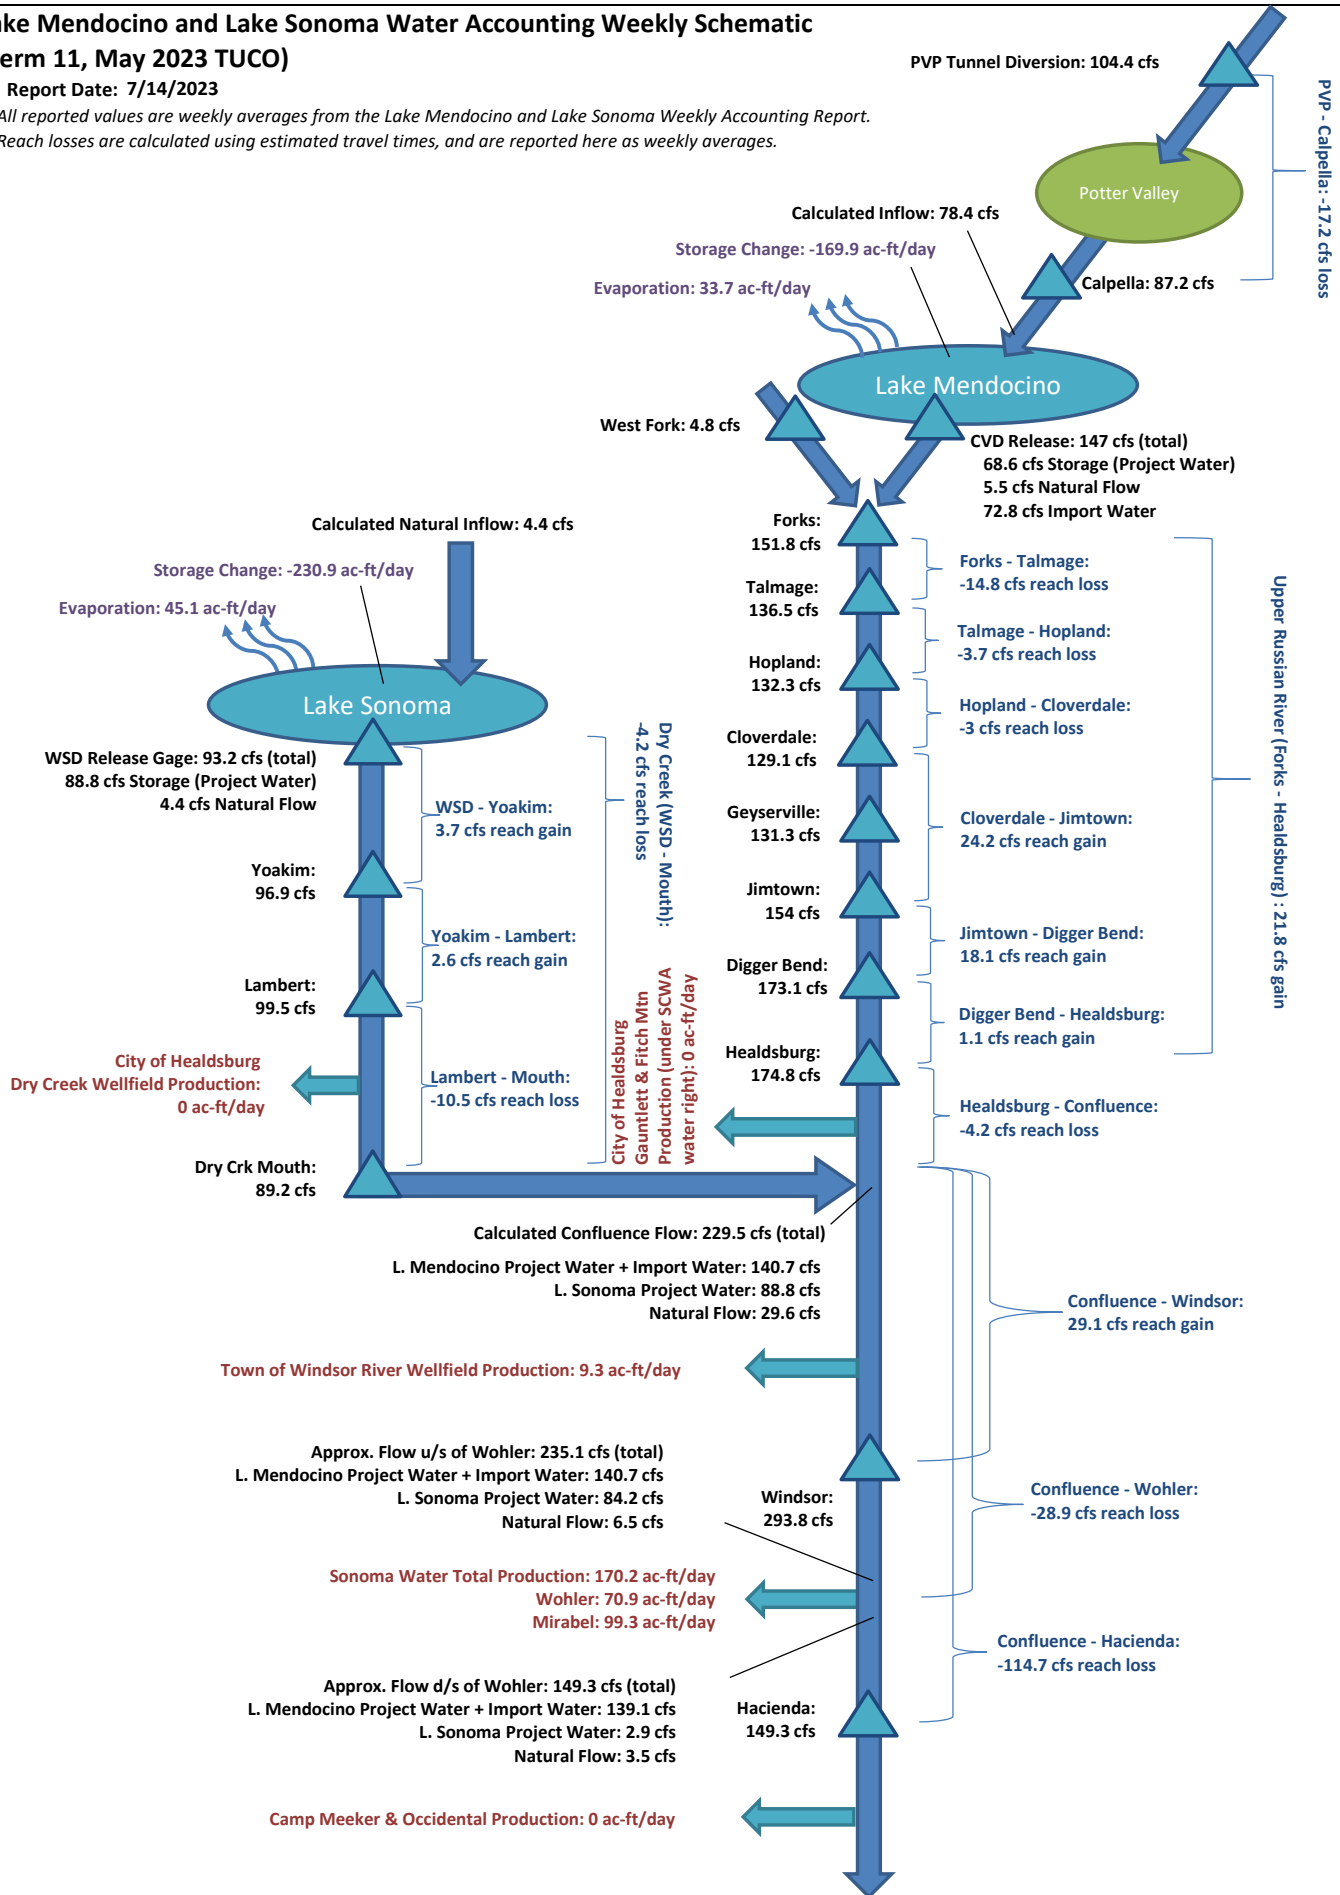 ake Mendocino and Lake Sonoma Water Accounting Weekly Schematic
erm 11, May 2023 TUCO)
Report Date: 7/14/2023
All reported values are weekly averages from the Lake Mendocino and Lake Sonoma Weekly Accounting Report.
Reach losses are calculated using estimated travel times, and are reported here as weekly averages.
PVP Tunnel Diversion: 104.4 cfs
PVP - Calpella: -17.2 cfs loss
Potter Valley
Calculated Inflow: 78.4 cfs
Storage Change: -169.9 ac-ft/day
Evaporation: 33.7 ac-ft/day
Calpella: 87.2 cfs
Lake Mendocino
West Fork: 4.8 cfs
CVD Release: 147 cfs (total)
68.6 cfs Storage (Project Water)
5.5 cfs Natural Flow
72.8 cfs Import Water
Forks:
151.8 cfs
Forks - Talmage:
-14.8 cfs reach loss
Talmage:
136.5 cfs
Talmage - Hopland:
-3.7 cfs reach loss
Hopland:
132.3 cfs
Hopland - Cloverdale:
-3 cfs reach loss
Cloverdale:
129.1 cfs
Geyserville:
131.3 cfs
Cloverdale - Jimtown:
24.2 cfs reach gain
Jimtown:
154 cfs
Jimtown - Digger Bend:
18.1 cfs reach gain
Digger Bend:
173.1 cfs
Digger Bend - Healdsburg:
1.1 cfs reach gain
Healdsburg:
174.8 cfs
Healdsburg - Confluence:
-4.2 cfs reach loss
Upper Russian River (Forks - Healdsburg) : 21.8 cfs gain
Calculated Natural Inflow: 4.4 cfs
Storage Change: -230.9 ac-ft/day
Evaporation: 45.1 ac-ft/day
Lake Sonoma
WSD Release Gage: 93.2 cfs (total)
88.8 cfs Storage (Project Water)
4.4 cfs Natural Flow
WSD - Yoakim:
3.7 cfs reach gain
Yoakim:
96.9 cfs
Yoakim - Lambert:
2.6 cfs reach gain
Lambert:
99.5 cfs
Lambert - Mouth:
-10.5 cfs reach loss
City of Healdsburg
Dry Creek Wellfield Production:
0 ac-ft/day
Dry Crk Mouth:
89.2 cfs
Dry Creek (WSD - Mouth):
-4.2 cfs reach loss
City of Healdsburg
Gauntlett & Fitch Mtn
Production (under SCWA
water right): 0 ac-ft/day
Calculated Confluence Flow: 229.5 cfs (total)
L. Mendocino Project Water + Import Water: 140.7 cfs
L. Sonoma Project Water: 88.8 cfs
Natural Flow: 29.6 cfs
Confluence - Windsor:
29.1 cfs reach gain
Town of Windsor River Wellfield Production: 9.3 ac-ft/day
Approx. Flow u/s of Wohler: 235.1 cfs (total)
L. Mendocino Project Water + Import Water: 140.7 cfs
L. Sonoma Project Water: 84.2 cfs
Natural Flow: 6.5 cfs
Windsor:
293.8 cfs
Confluence - Wohler:
-28.9 cfs reach loss
Sonoma Water Total Production: 170.2 ac-ft/day
Wohler: 70.9 ac-ft/day
Mirabel: 99.3 ac-ft/day
Confluence - Hacienda:
-114.7 cfs reach loss
Approx. Flow d/s of Wohler: 149.3 cfs (total)
L. Mendocino Project Water + Import Water: 139.1 cfs
L. Sonoma Project Water: 2.9 cfs
Natural Flow: 3.5 cfs
Hacienda:
149.3 cfs
Camp Meeker & Occidental Production: 0 ac-ft/day